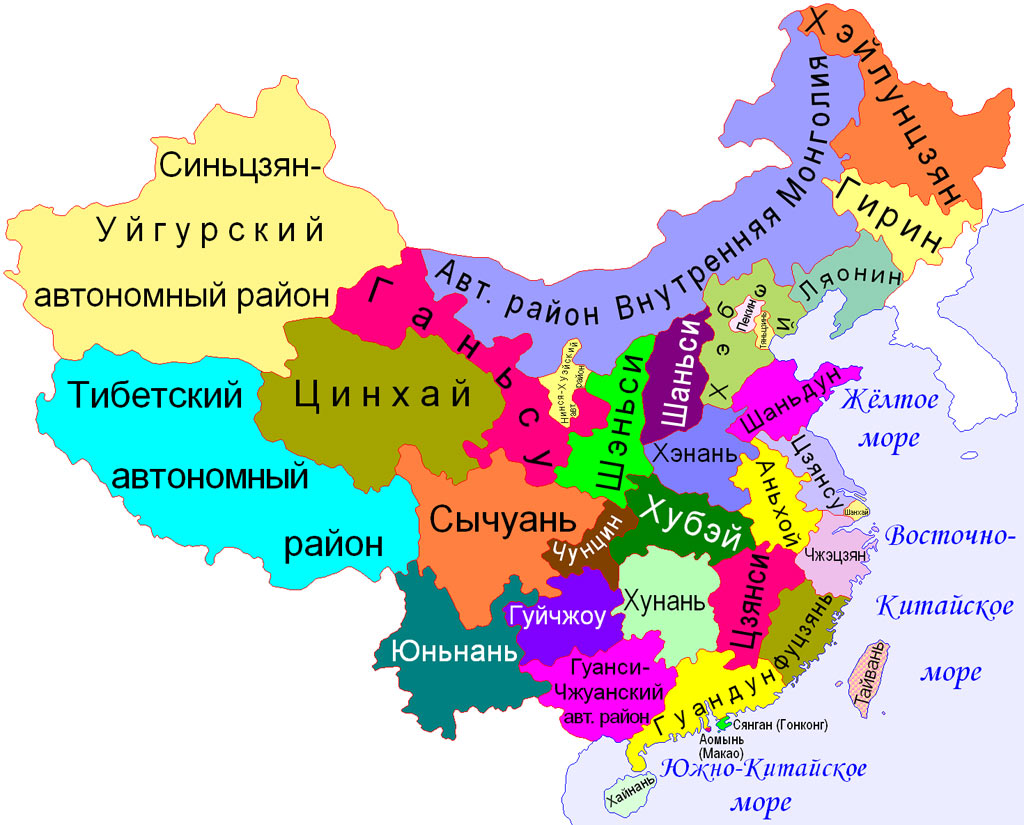 Хэйлунцзян
Синьцзян-
Уйгурский
автономный район
Авт. район Внутренняя Монголия
Гирин
Ляонин
Ганьсу
Хэбэй
Пекин
Тяньцзинь
Нинся-Хуэйский
авт. район
Тибетский
автономный
район
Цинхай
Шэньси
Шаньси
Шаньдун
Жёлтое
море
Хэнань
Цзянсу
Аньхой
Шанхай
Сычуань
Чунцин
Хубэй
Чжэцзян
Восточно-
Китайское
море
Гуйчжоу
Хунань
Цзянси
Фуцзянь
Юньнань
Гуанси-
Чжуанский
авт. район
Гуандун
Тайвань
Сянган (Гонконг)
Аомынь
(Макао)
Южно-Китайское
море
Хайнань